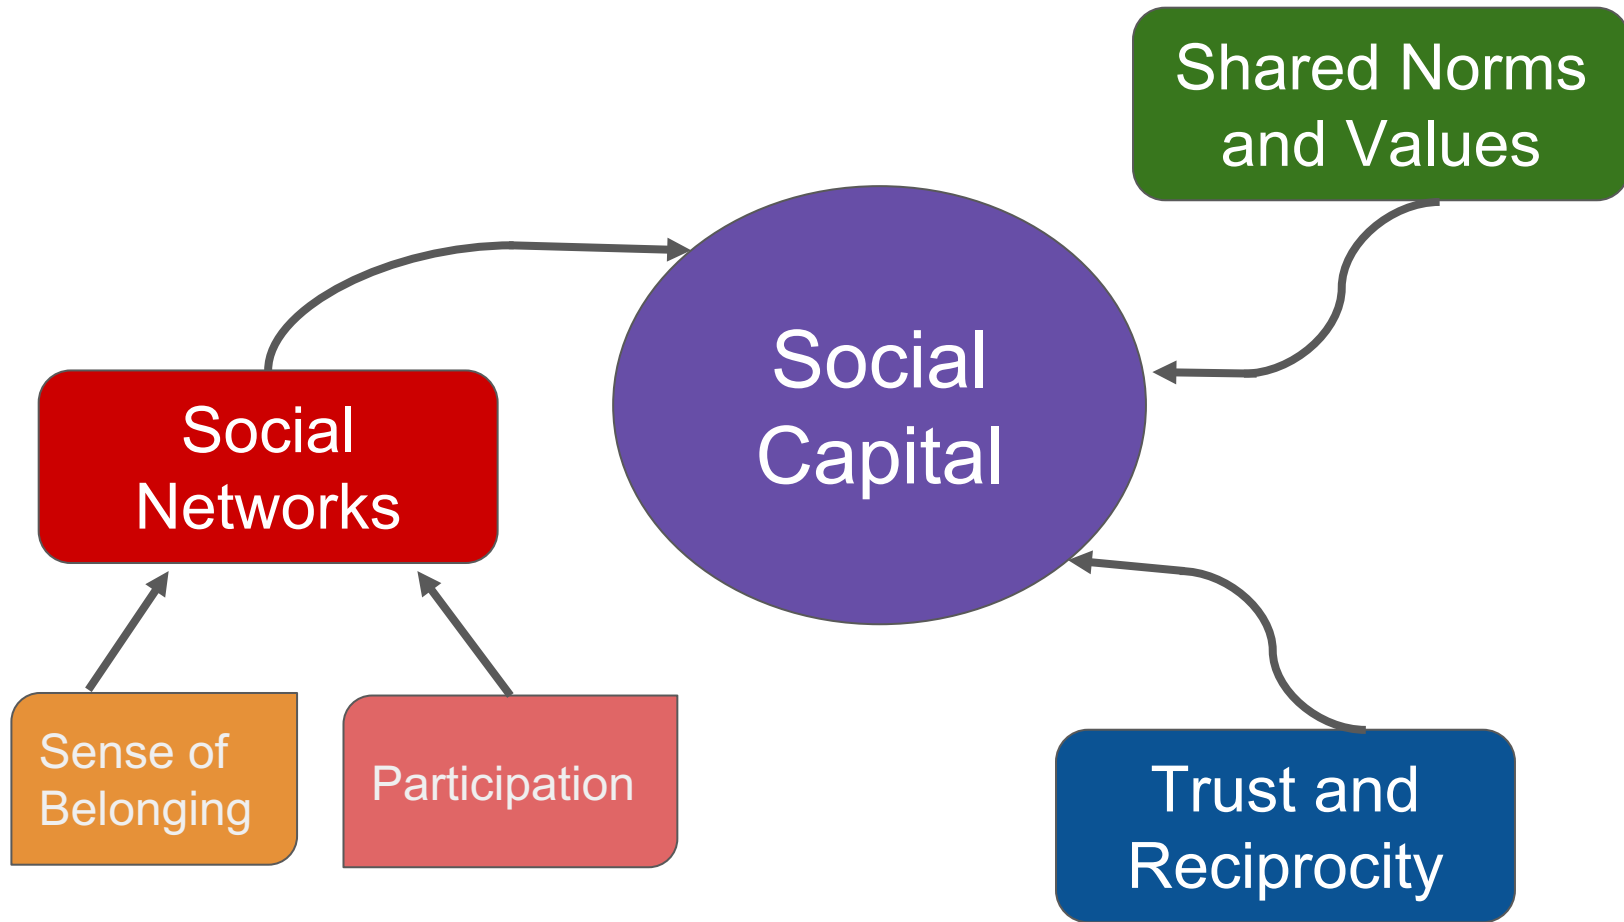 Shared Norms
and Values
Social
Capital
Social
Networks
Sense of
Belonging
Participation
Trust and
Reciprocity